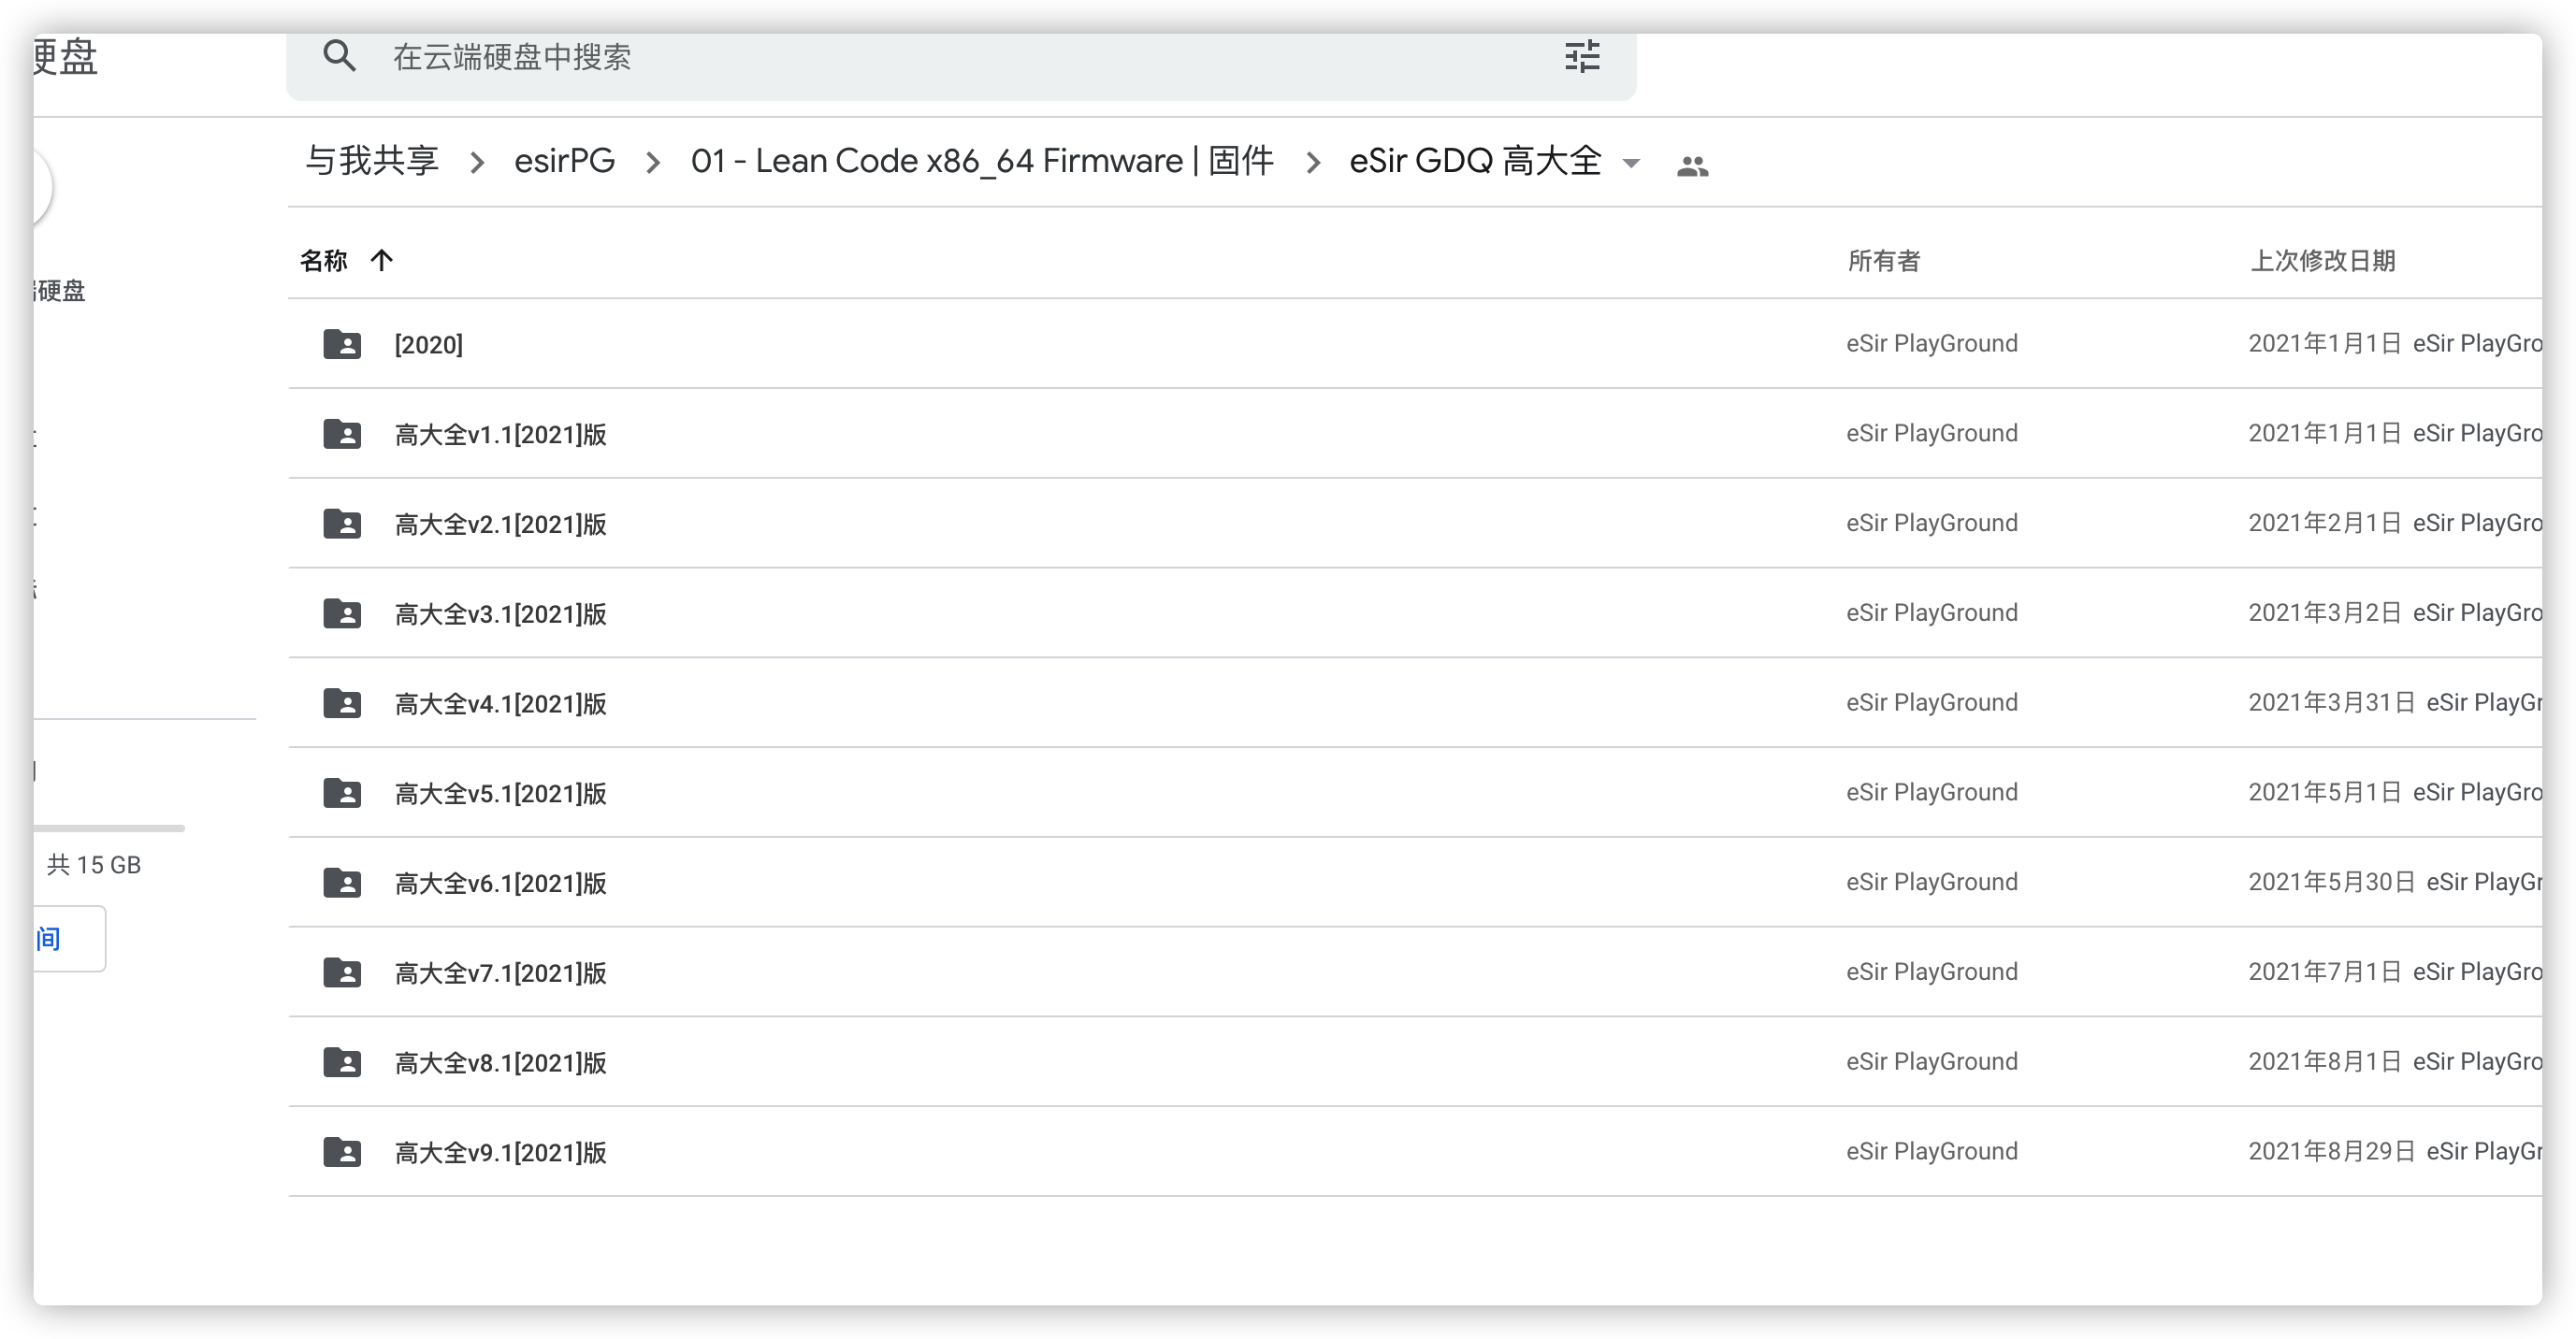 硬盘
在云端硬盘中搜索
与我共享 esirPG 01 - Lean Code x86_64 Firmware | 固件 eSir GDQ 高大全
名称 所有者 上次修改日期
硬盘
[2020] eSir PlayGround 2021年1月1日 eSir PlayGro
高大全v1.1[2021]版 eSir PlayGround 2021年1月1日 eSir PlayGro
高大全v2.1[2021]版 eSir PlayGround 2021年2月1日 eSir PlayGro
高大全v3.1[2021]版 eSir PlayGround 2021年3月2日 eSir PlayGro
高大全v4.1[2021]版 eSir PlayGround 2021年3月31日 eSir PlayGr
高大全v5.1[2021]版 eSir PlayGround 2021年5月1日 eSir PlayGro
高大全v6.1[2021]版 eSir PlayGround 2021年5月30日 eSir PlayGr
高大全v7.1[2021]版 eSir PlayGround 2021年7月1日 eSir PlayGro
高大全v8.1[2021]版 eSir PlayGround 2021年8月1日 eSir PlayGro
高大全v9.1[2021]版 eSir PlayGround 2021年8月29日 eSir PlayGr
共 15 GB
间